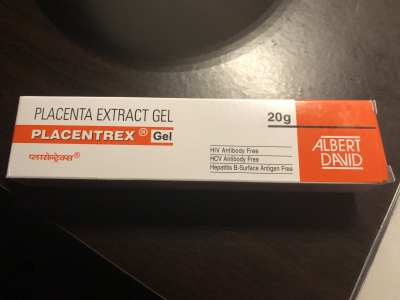 PLACENTA EXTRACT GEL
PLACENTREX® Gel
प्लासेन्ट्रेक्स®
20g
HIV Antibody Free
HCV Antibody Free
Hepatitis B-Surface Antigen Free
ALBERT
DAVID